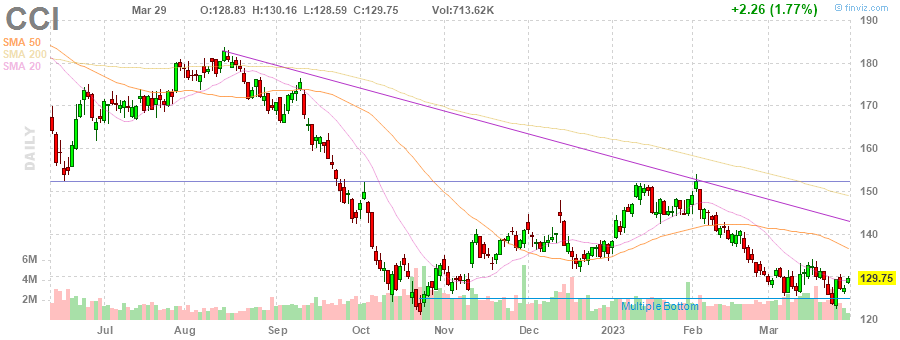 CCI
Mar 29 O:128.83 H:130.16 L:128.59 C:129.75 Vol:713.62K +2.26 (1.77%)
© finviz.com
SMA 50
SMA 200
SMA 20
DAILY
190
180
170
160
150
140
129.75
120
6M
4M
2M
Multiple Bottom
Jul Aug Sep Oct Nov Dec 2023 Feb Mar